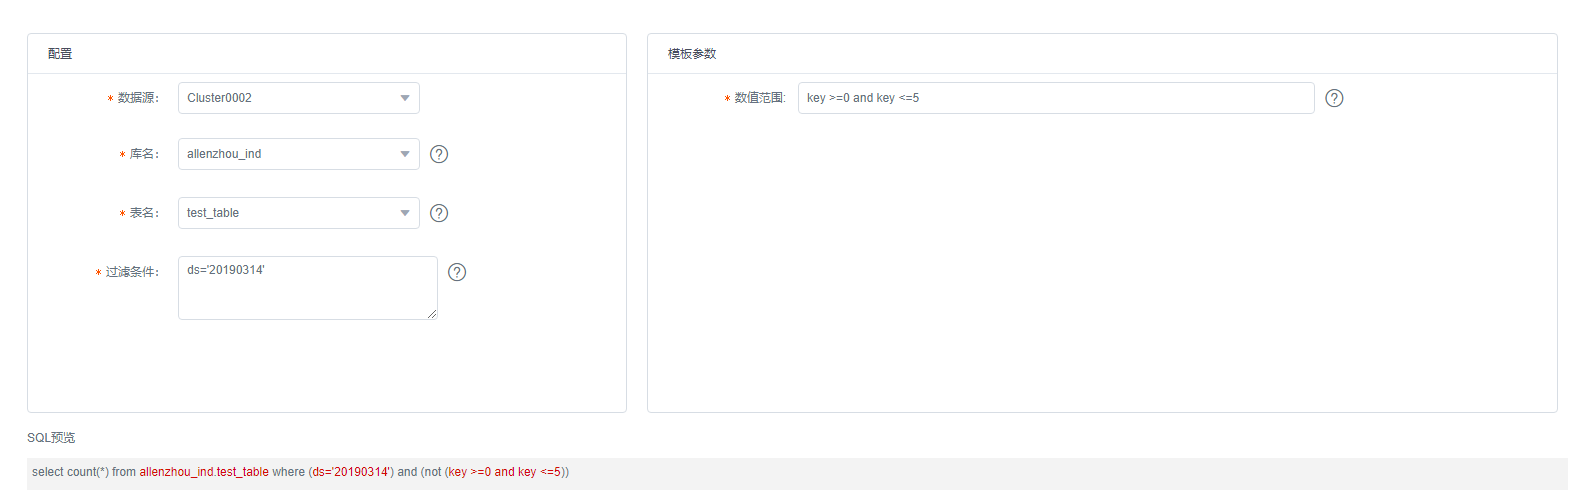 配置
* 数据源：
Cluster0002
* 库名：
allenzhou_ind
?
* 表名：
test_table
?
* 过滤条件：
ds='20190314'
?
模板参数
* 数值范围:
key >=0 and key <=5
?
SQL预览
select count(*) from allenzhou_ind.test_table where (ds='20190314') and (not (key >=0 and key <=5))